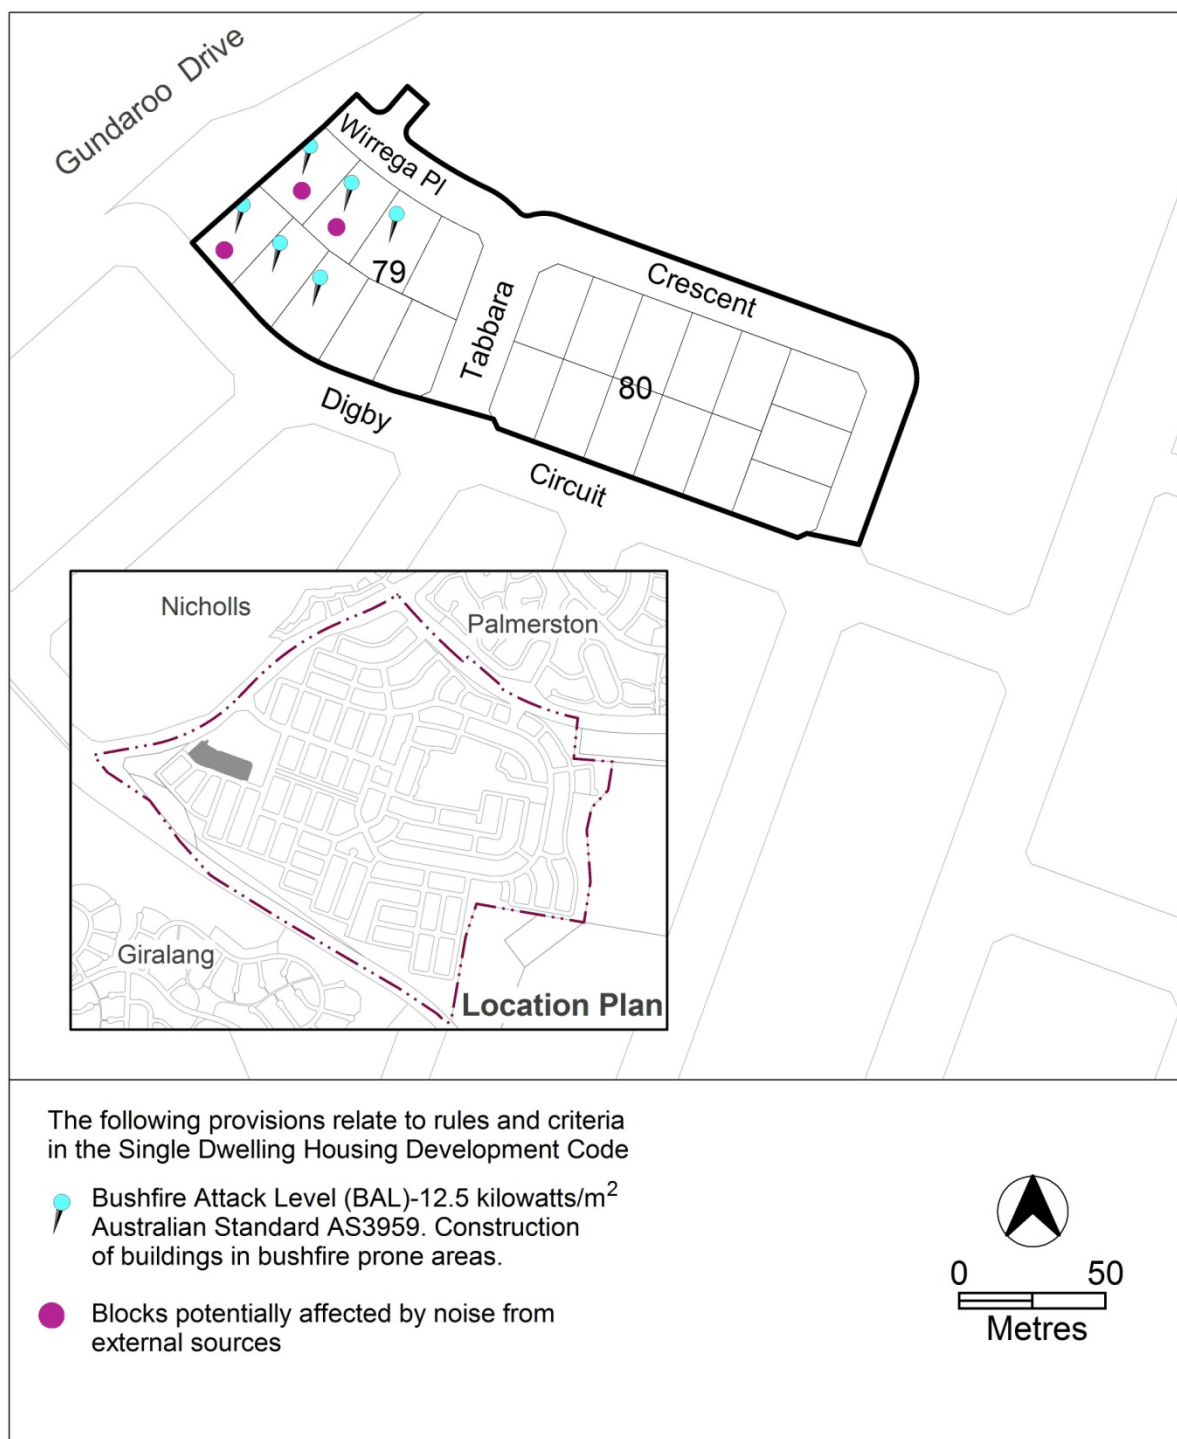 Gundaroo Drive
Wirrega Pl
79
Tabbara
Crescent
80
Digby
Circuit
Nicholls
Palmerston
Giralang
Location Plan
The following provisions relate to rules and criteria
in the Single Dwelling Housing Development Code
Bushfire Attack Level (BAL)-12.5 kilowatts/m²
Australian Standard AS3959. Construction
of buildings in bushfire prone areas.
Blocks potentially affected by noise from
external sources
0 50
Metres